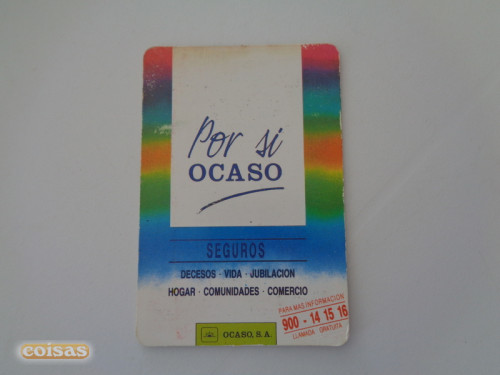 Por si
OCASO
SEGUROS
DECESOS · VIDA · JUBILACION
HOGAR · COMUNIDADES · COMERCIO
PARA MAS INFORMACION
900 - 14 15 16
LLAMADA GRATUITA
OCASO, S.A.
coisas